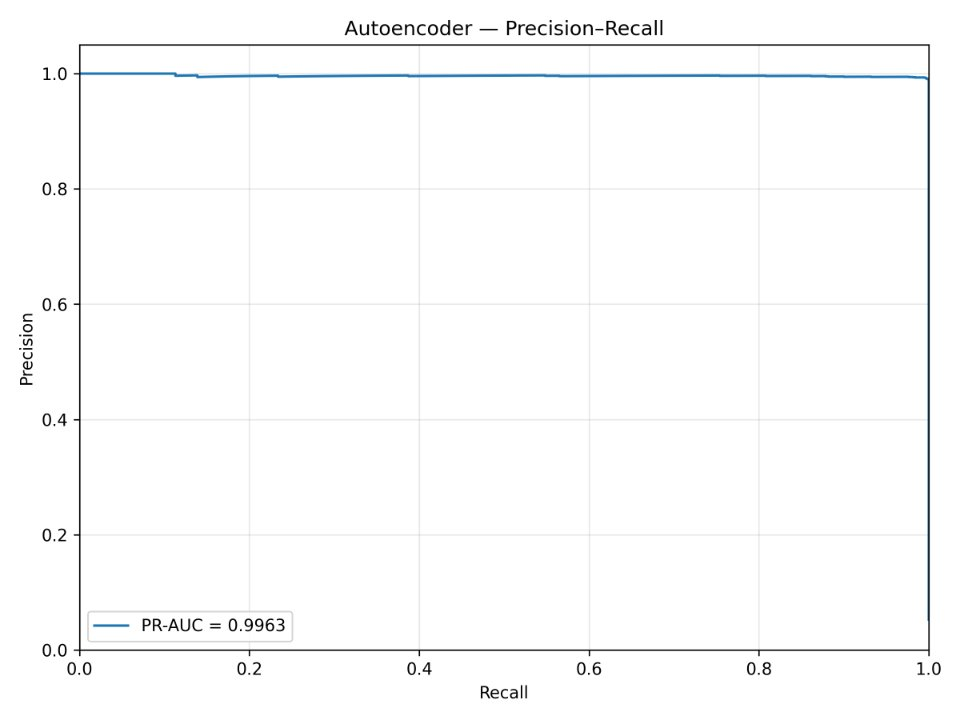 Autoencoder — Precision–Recall
1.0
0.8
0.6
0.4
0.2
0.0
Precision
PR-AUC = 0.9963
0.0 0.2 0.4 0.6 0.8 1.0
Recall